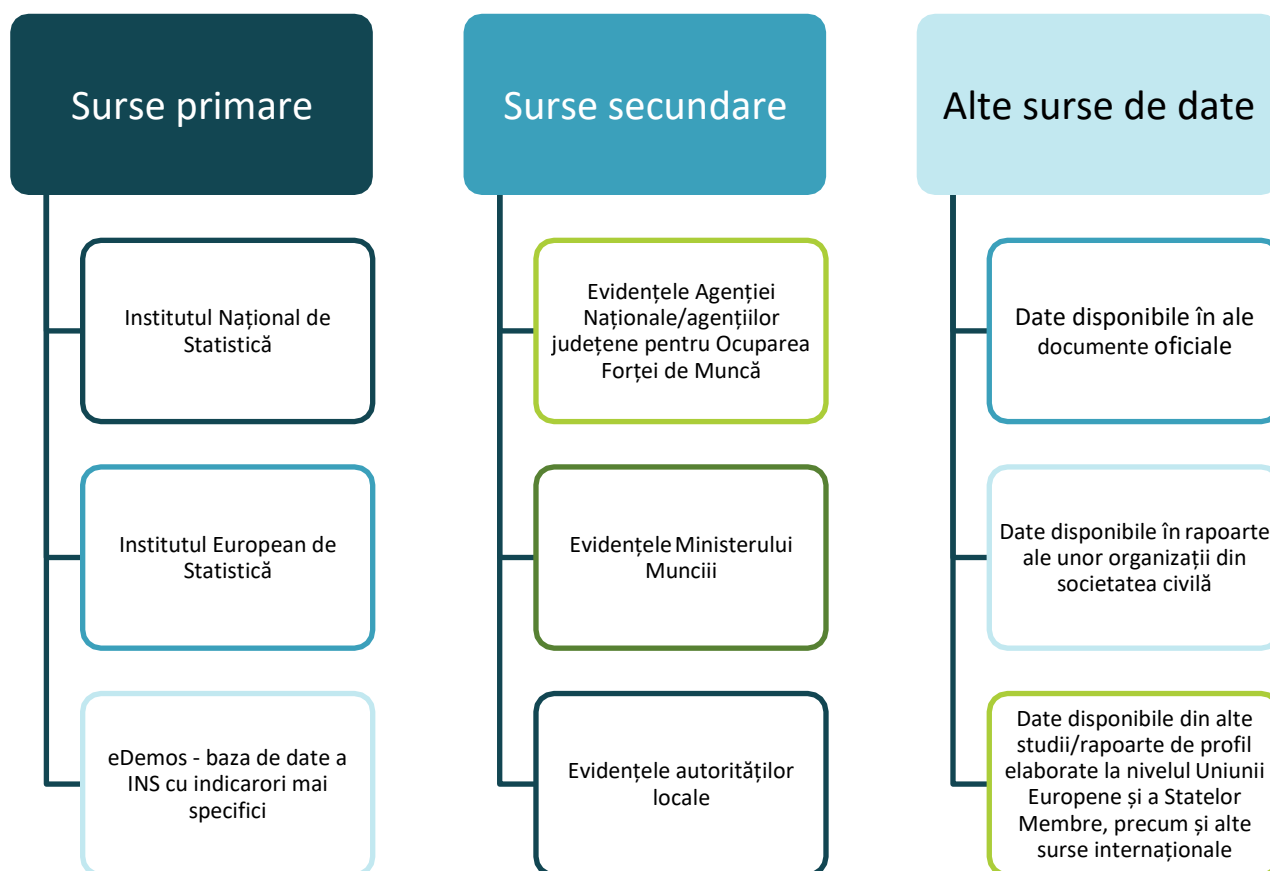 Surse primare
Institutul Național de
Statistică
Institutul European de
Statistică
eDemos - baza de date a
INS cu indicarori mai
specifici
Surse secundare
Evidențele Agenției
Naționale/agențiilor
județene pentru Ocuparea
Forței de Muncă
Evidențele Ministerului
Munciii
Evidențele autorităților
locale
Alte surse de date
Date disponibile în ale
documente oficiale
Date disponibile în rapoarte
ale unor organizații din
societatea civilă
Date disponibile din alte
studii/rapoarte de profil
elaborate la nivelul Uniunii
Europene și a Statelor
Membre, precum și alte
surse internaționale